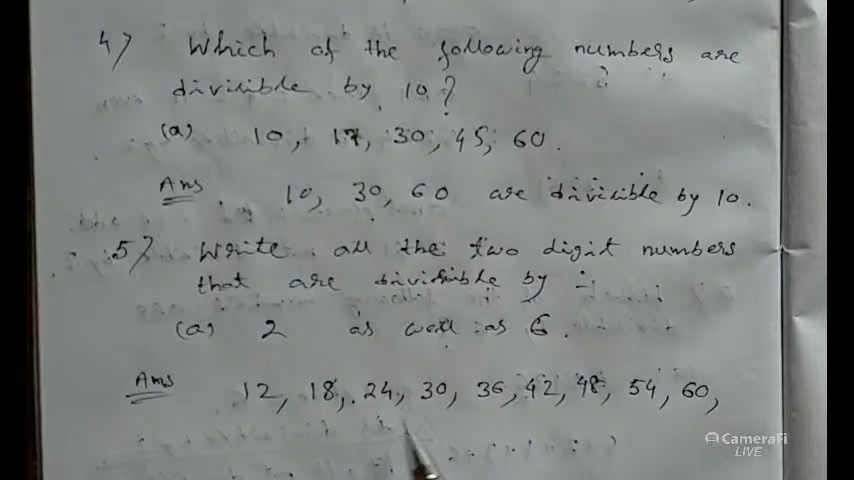 4) Which of the following numbers are
divisible by 10?
(a) 10, 17, 30, 45, 60.
Ans 10, 30, 60 are divisible by 10.
5) Write all the two digit numbers
that are divisible by :-
(a) 2 as well as 6.
Ans 12, 18, 24, 30, 36, 42, 48, 54, 60,
CameraFi
LIVE